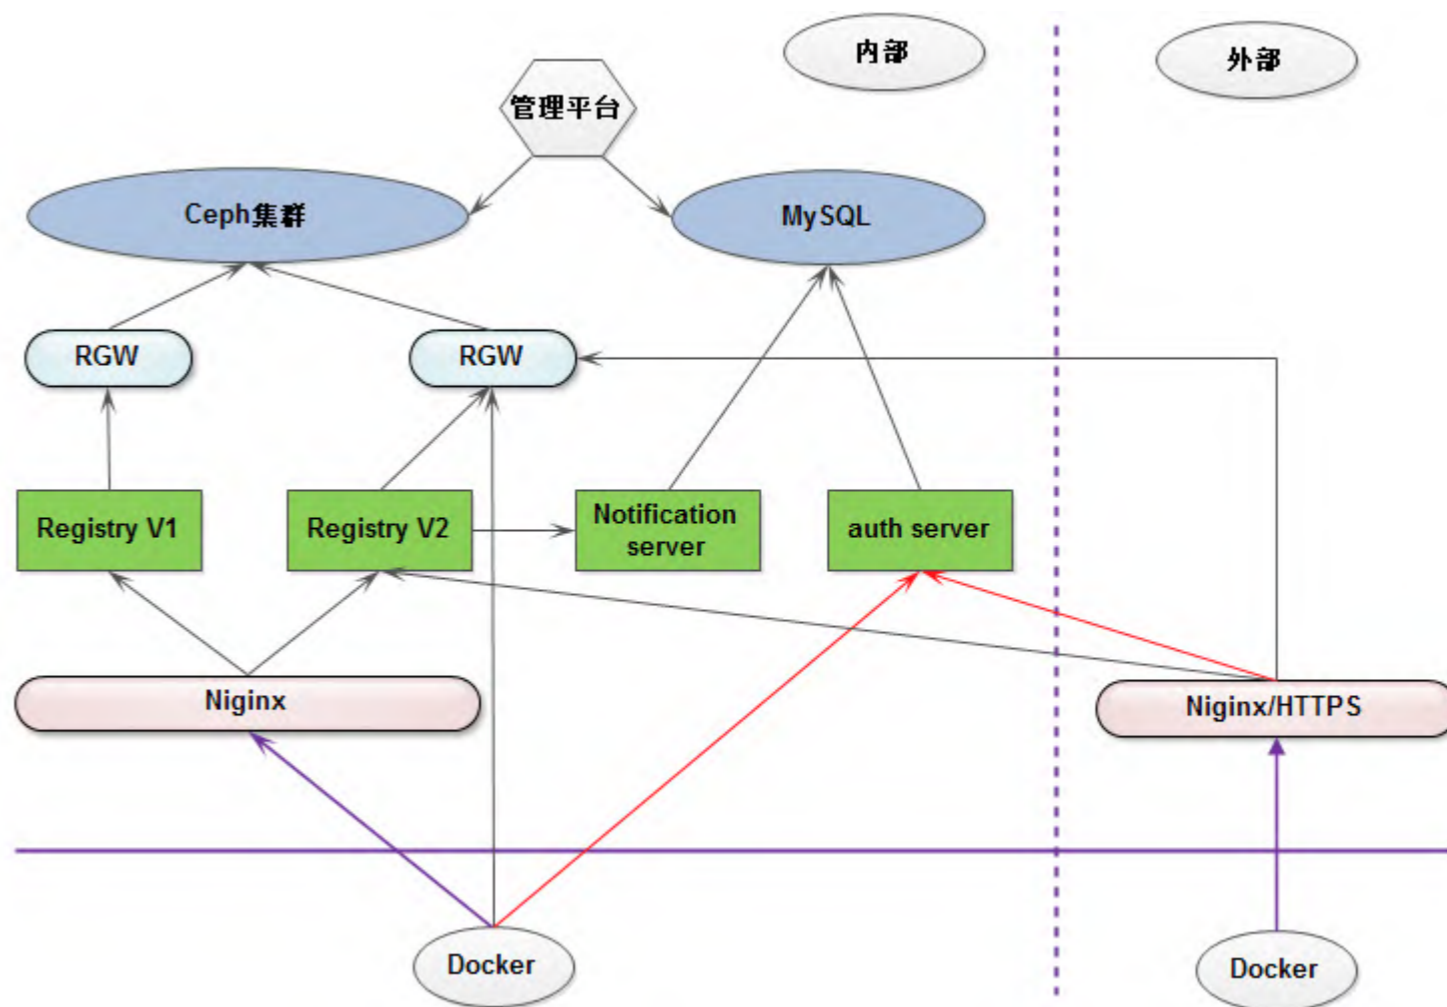 内部
外部
管理平台
Ceph集群
MySQL
RGW
RGW
Registry V1
Registry V2
Notification
server
auth server
Niginx
Niginx/HTTPS
Docker
Docker